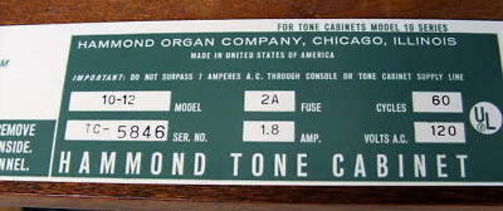 FOR TONE CABINETS MODEL 10 SERIES
HAMMOND ORGAN COMPANY, CHICAGO, ILLINOIS
MADE IN UNITED STATES OF AMERICA
IMPORTANT: DO NOT SURPASS 7 AMPERES A.C. THROUGH CONSOLE OR TONE CABINET SUPPLY LINE
10-12 MODEL 2A FUSE CYCLES 60
TC- 5846 SER. NO. 1.8 AMP. VOLTS A.C. 120
UL
HAMMOND TONE CABINET
M
REMOVE
NSIDE.
NNEL.